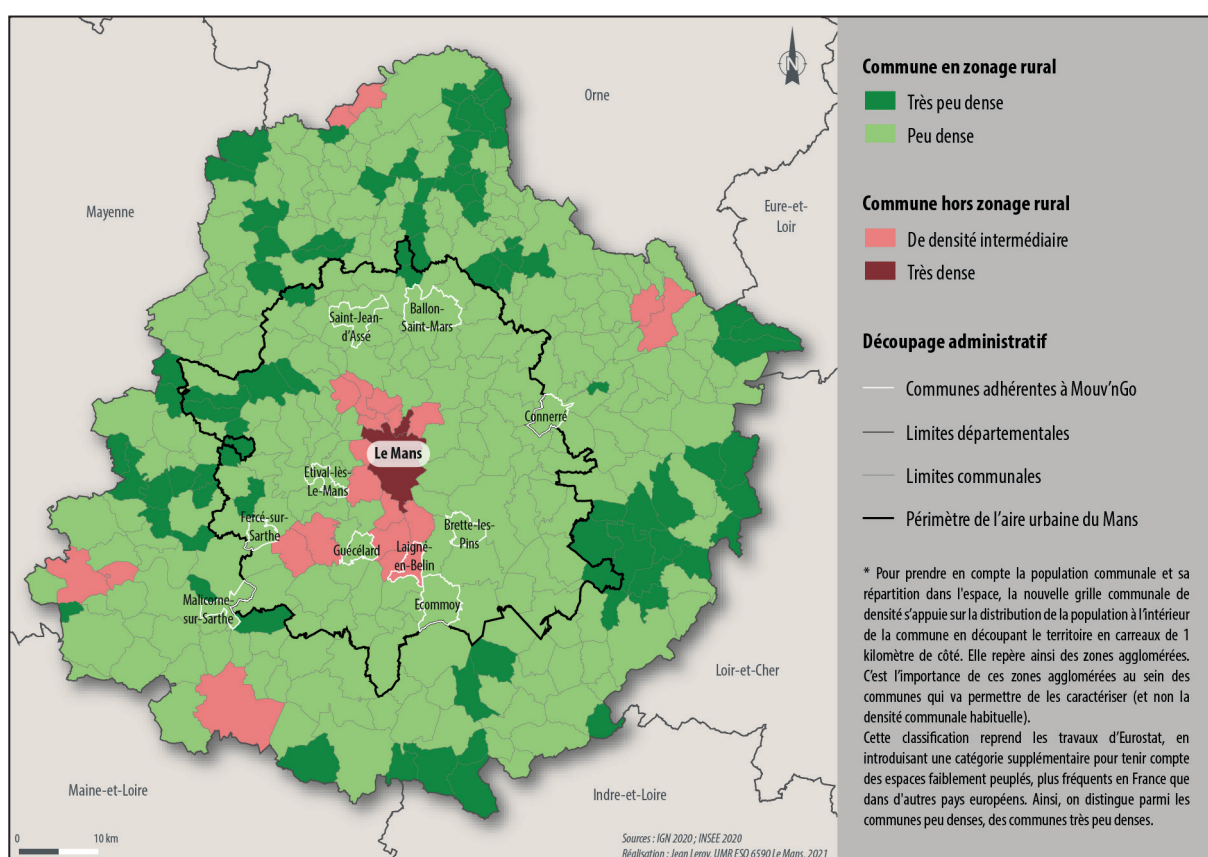 Orne
Mayenne
Eure-et-
Loir
Saint-Jean-
d'Assé
Ballon-
Saint-Mars
Connerré
Le Mans
Etival-lès-
Le-Mans
Fercé-sur-
Sarthe
Guécélard
Laigné-
en-Belin
Brette-les-
Pins
Ecommoy
Malicorne-
sur-Sarthe
Loir-et-Cher
Maine-et-Loire
Indre-et-Loire
N
0 10 km
Sources : IGN 2020 ; INSEE 2020
Réalisation : Jean Leroy, UMR ESO 6590 Le Mans, 2021
Commune en zonage rural
Très peu dense
Peu dense
Commune hors zonage rural
De densité intermédiaire
Très dense
Découpage administratif
Communes adhérentes à Mouv'nGo
Limites départementales
Limites communales
Périmètre de l'aire urbaine du Mans
* Pour prendre en compte la population communale et sa
répartition dans l'espace, la nouvelle grille communale de
densité s'appuie sur la distribution de la population à l'intérieur
de la commune en découpant le territoire en carreaux de 1
kilomètre de côté. Elle repère ainsi des zones agglomérées.
C'est l'importance de ces zones agglomérées au sein des
communes qui va permettre de les caractériser (et non la
densité communale habituelle).
Cette classification reprend les travaux d'Eurostat, en
introduisant une catégorie supplémentaire pour tenir compte
des espaces faiblement peuplés, plus fréquents en France que
dans d'autres pays européens. Ainsi, on distingue parmi les
communes peu denses, des communes très peu denses.